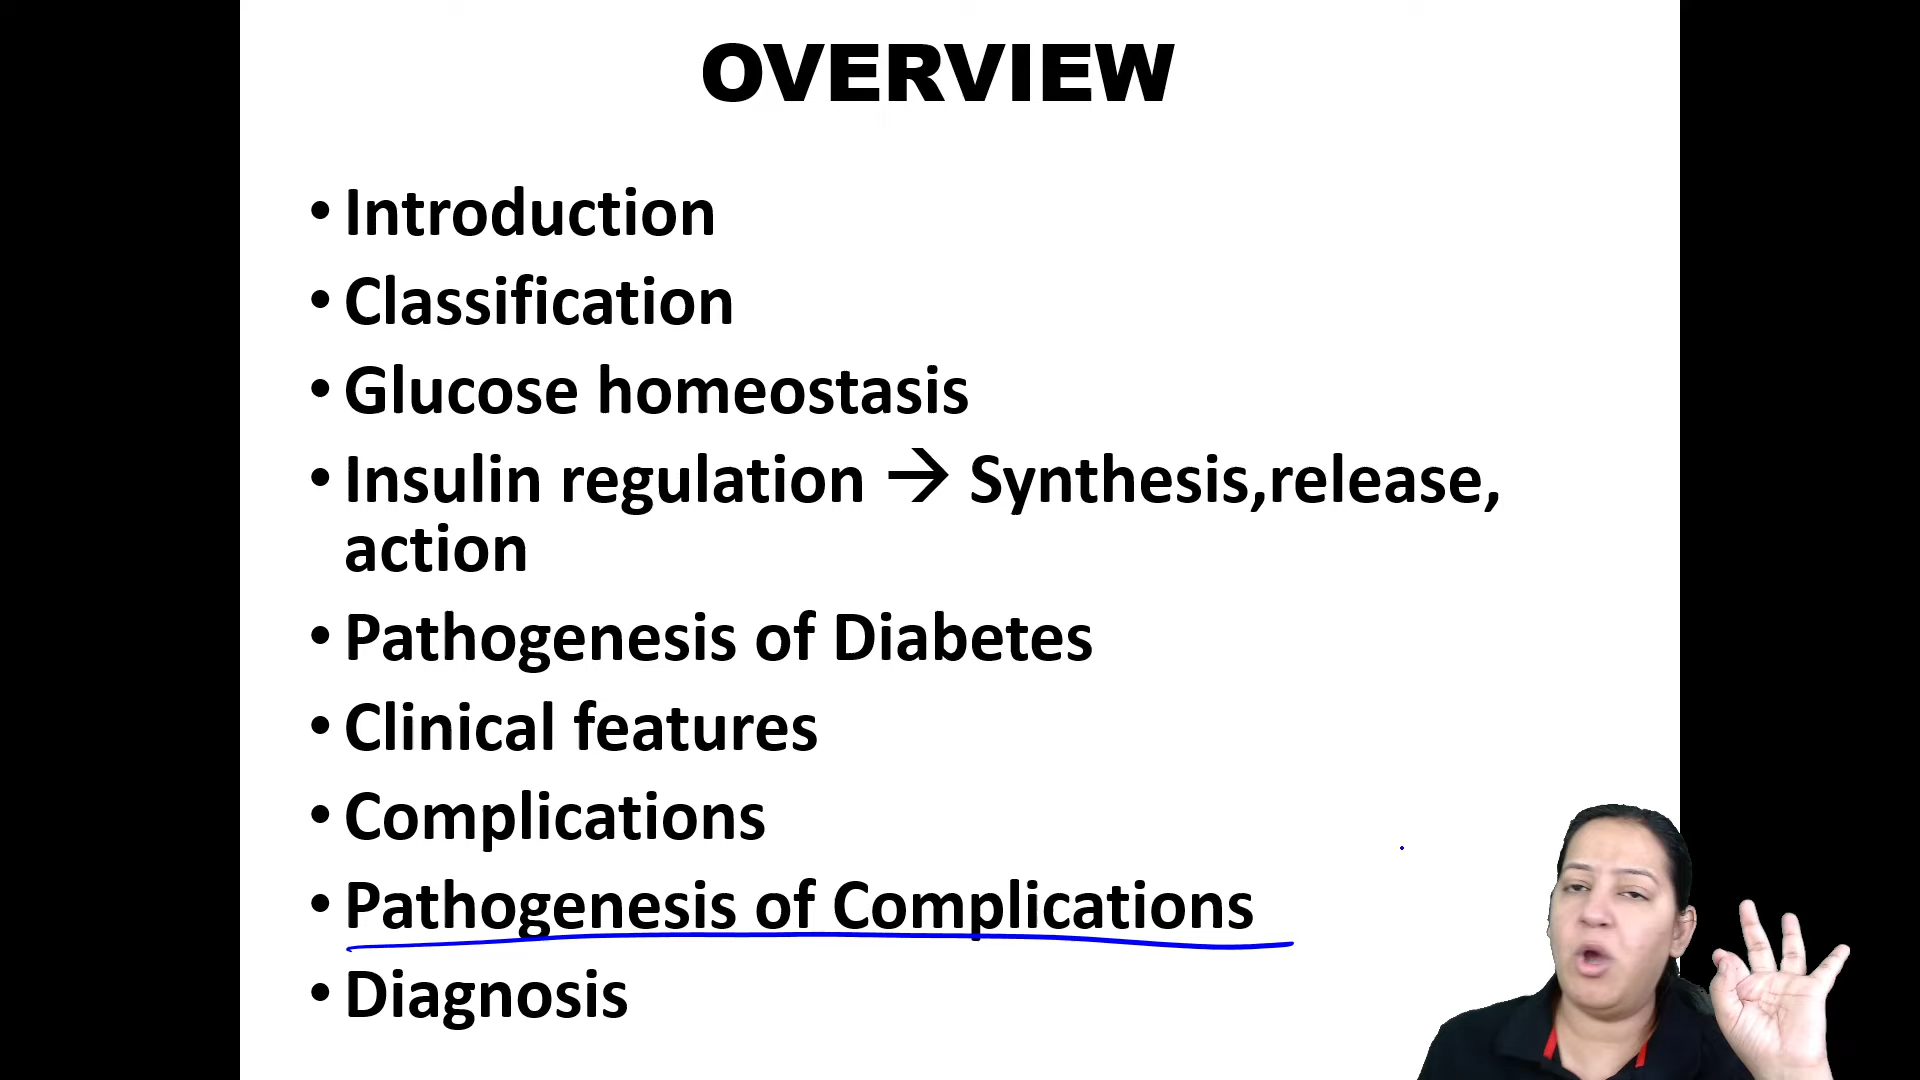 OVERVIEW
• Introduction
• Classification
• Glucose homeostasis
• Insulin regulation → Synthesis,release,
action
• Pathogenesis of Diabetes
• Clinical features
• Complications
• Pathogenesis of Complications
• Diagnosis